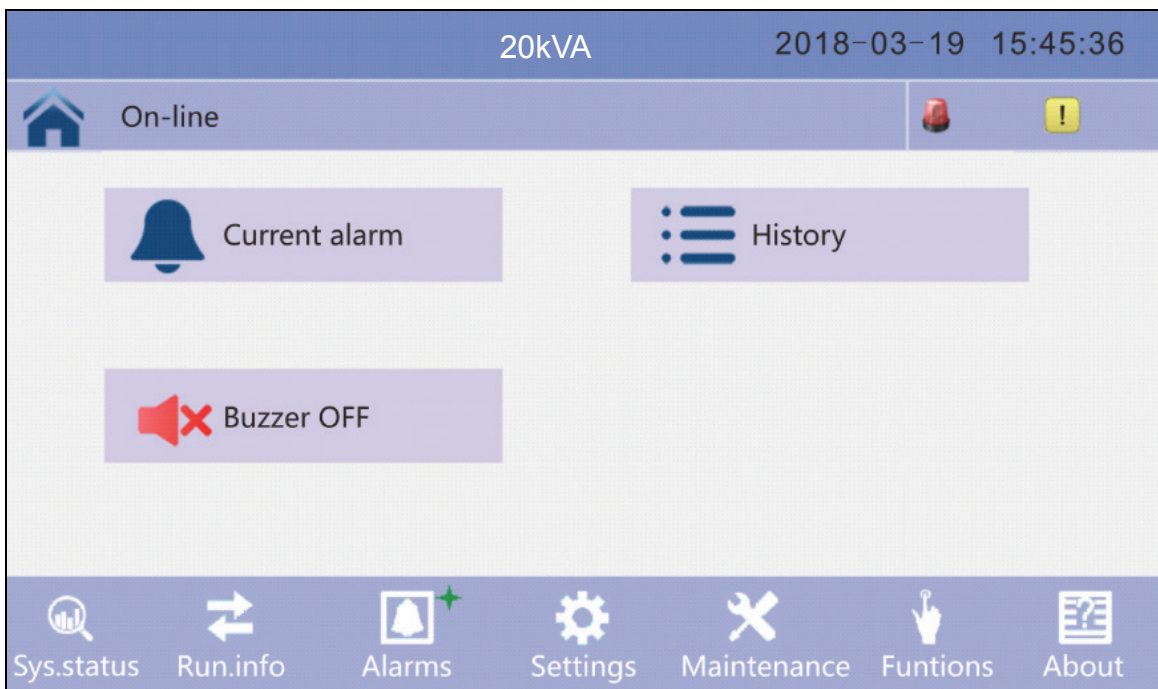 20kVA 2018-03-19 15:45:36
On-line !
Current alarm
History
Buzzer OFF
Sys.status Run.info Alarms Settings Maintenance Funtions About